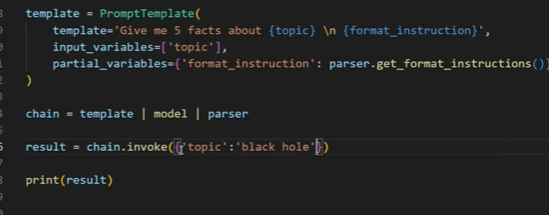 template = PromptTemplate(
template='Give me 5 facts about {topic} \n {format_instruction}',
input_variables=['topic'],
partial_variables={'format_instruction': parser.get_format_instructions()}
)
chain = template | model | parser
result = chain.invoke({'topic':'black hole'})
print(result)